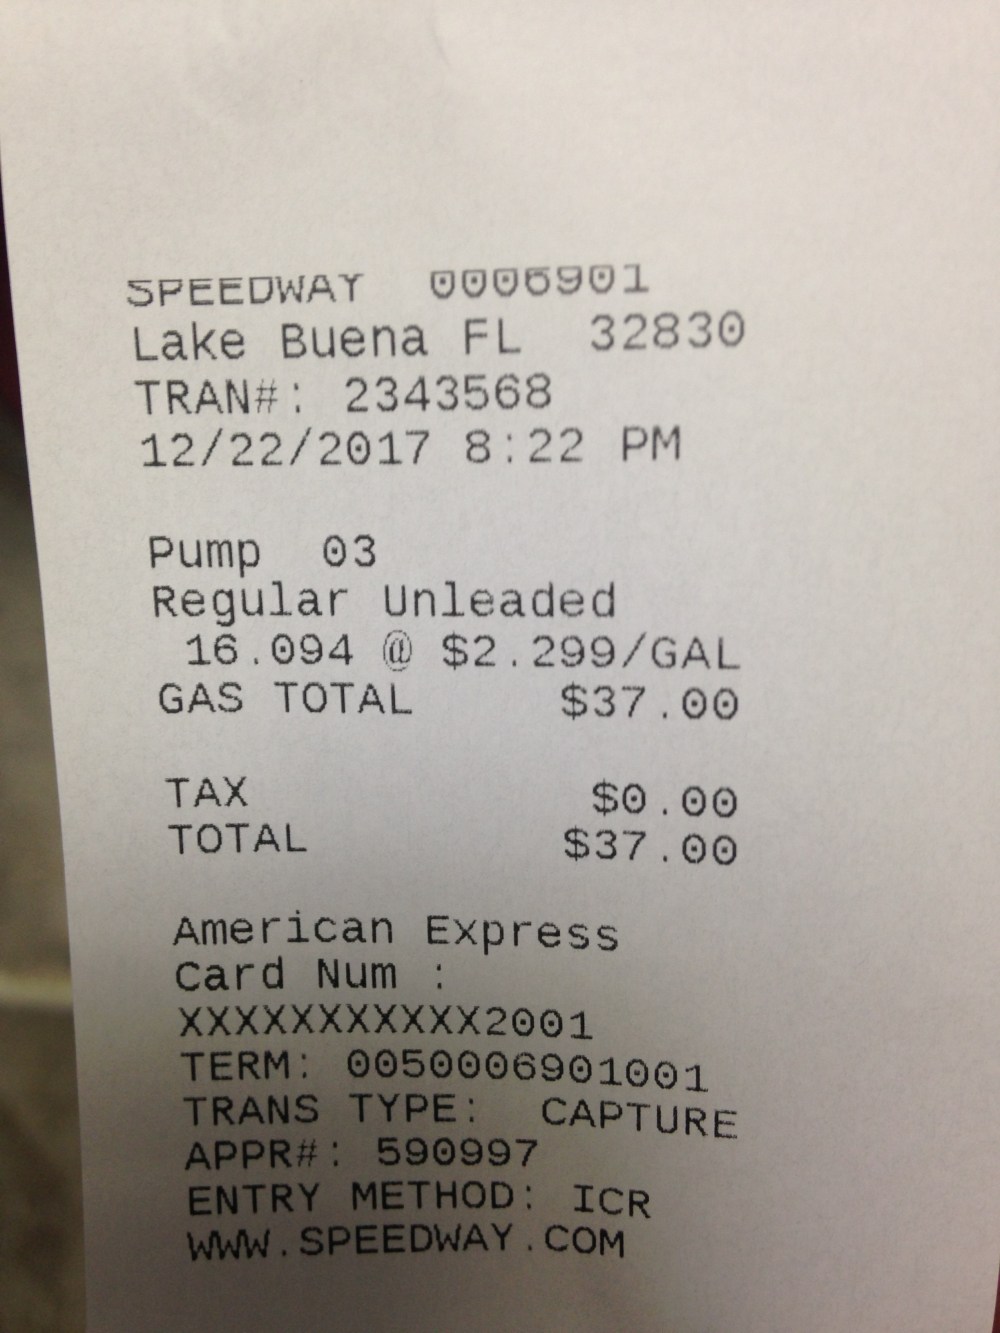 SPEEDWAY 0006901
Lake Buena FL 32830
TRAN#: 2343568
12/22/2017 8:22 PM
Pump 03
Regular Unleaded
16.094 @ $2.299/GAL
GAS TOTAL $37.00
TAX $0.00
TOTAL $37.00
American Express
Card Num :
XXXXXXXXXXX2001
TERM: 0050006901001
TRANS TYPE: CAPTURE
APPR#: 590997
ENTRY METHOD: ICR
WWW.SPEEDWAY.COM